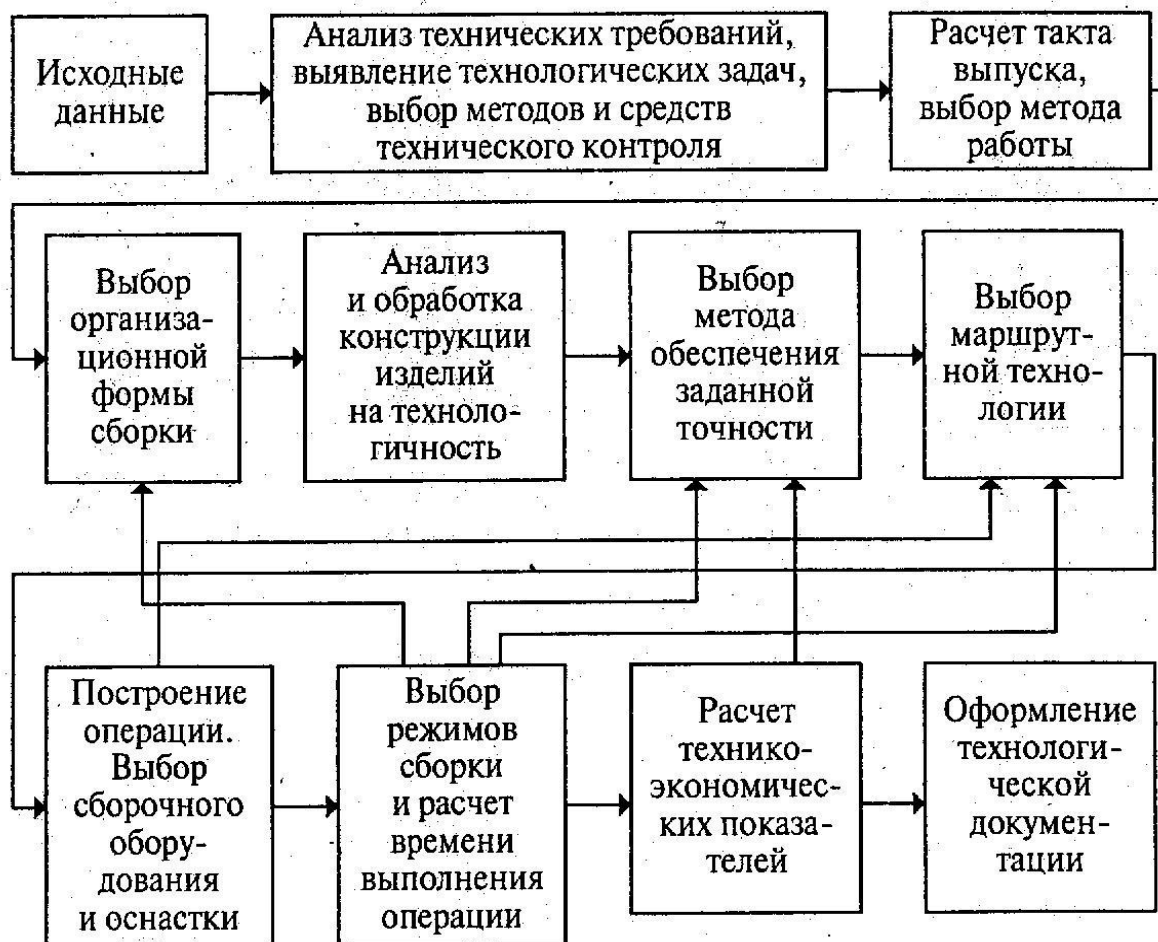 Исходные
данные
Анализ технических требований,
выявление технологических задач,
выбор методов и средств
технического контроля
Расчет такта
выпуска,
выбор метода
работы
Выбор
организа-
ционной
формы
сборки
Анализ
и обработка
конструкции
изделий
на техноло-
гичность
Выбор
метода
обеспечения
заданной
точности
Выбор
маршрут-
ной техно-
логии
Построение
операции.
Выбор
сборочного
обору-
дования
и оснастки
Выбор
режимов
сборки
и расчет
времени
выполнения
операции
Расчет
технико-
экономичес-
ких показа-
телей
Оформление
технологи-
ческой
докумен-
тации